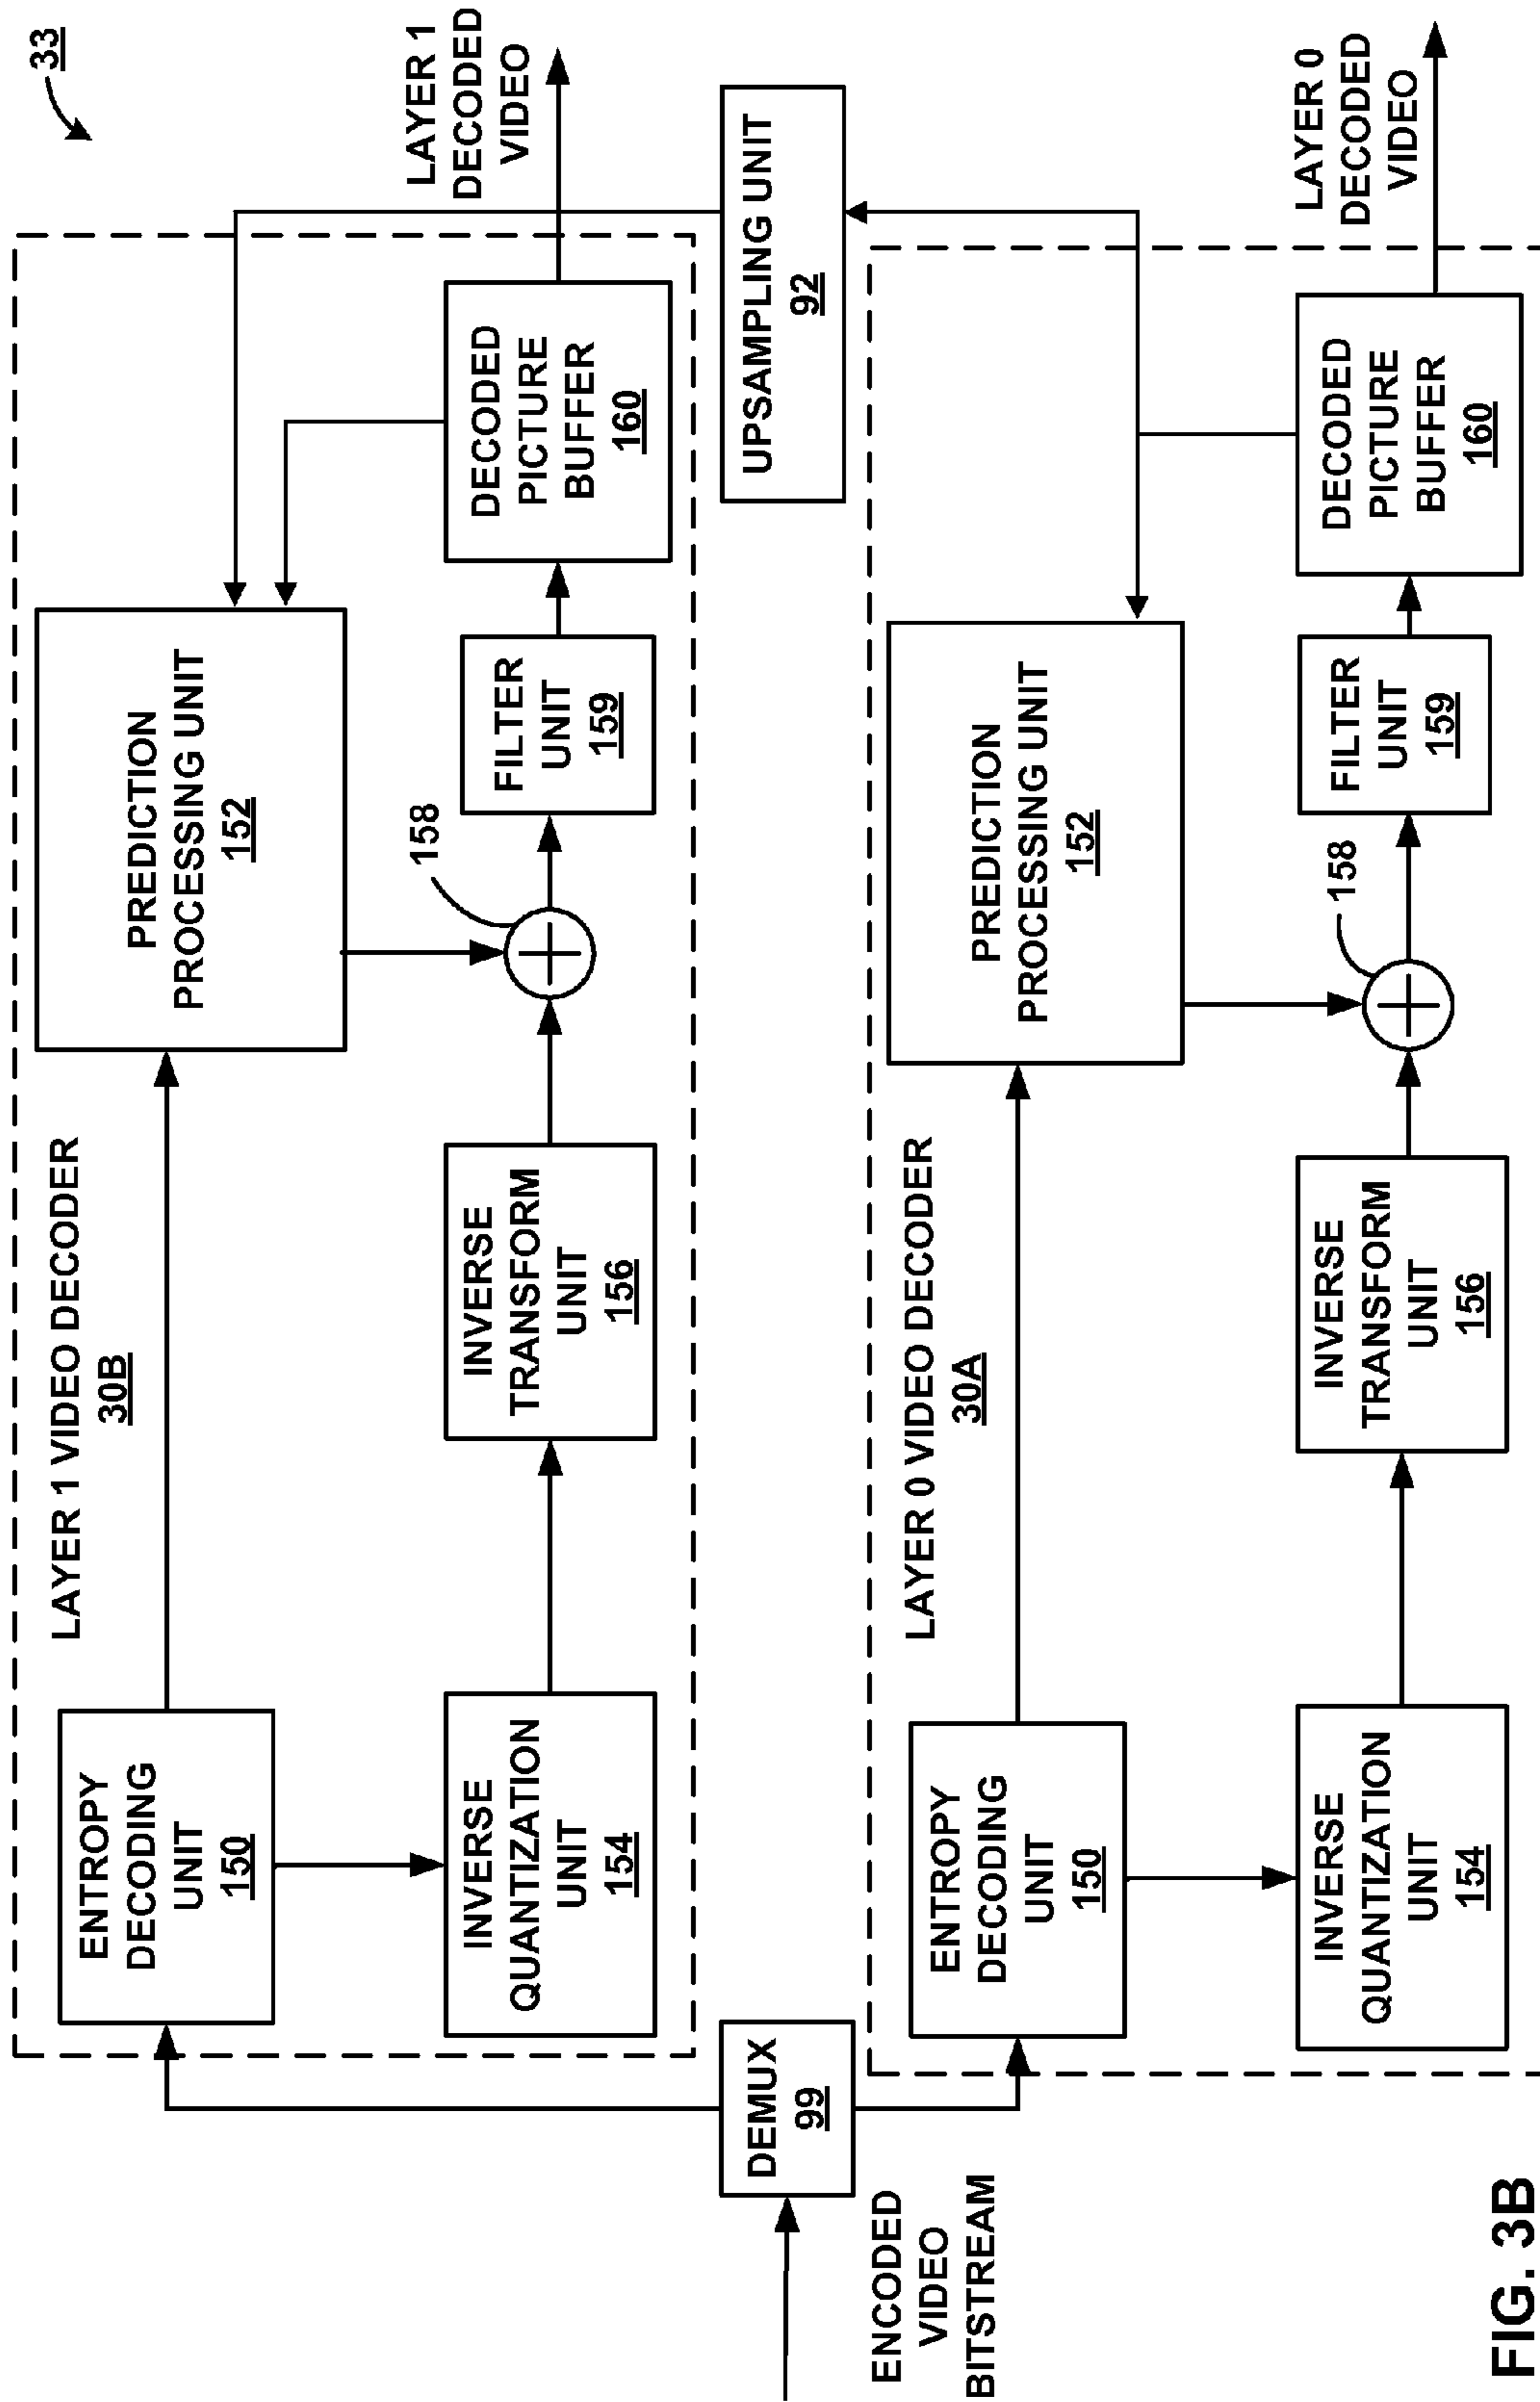 33
LAYER 1 VIDEO DECODER
30B
ENTROPY
DECODING
UNIT
150
PREDICTION
PROCESSING UNIT
152
LAYER 1
DECODED
VIDEO
INVERSE
QUANTIZATION
UNIT
154
INVERSE
TRANSFORM
UNIT
156
158
FILTER
UNIT
159
DECODED
PICTURE
BUFFER
160
DEMUX
99
UPSAMPLING UNIT
92
ENCODED
VIDEO
BITSTREAM
LAYER 0 VIDEO DECODER
30A
ENTROPY
DECODING
UNIT
150
PREDICTION
PROCESSING UNIT
152
LAYER 0
DECODED
VIDEO
INVERSE
QUANTIZATION
UNIT
154
INVERSE
TRANSFORM
UNIT
156
158
FILTER
UNIT
159
DECODED
PICTURE
BUFFER
160
FIG. 3B